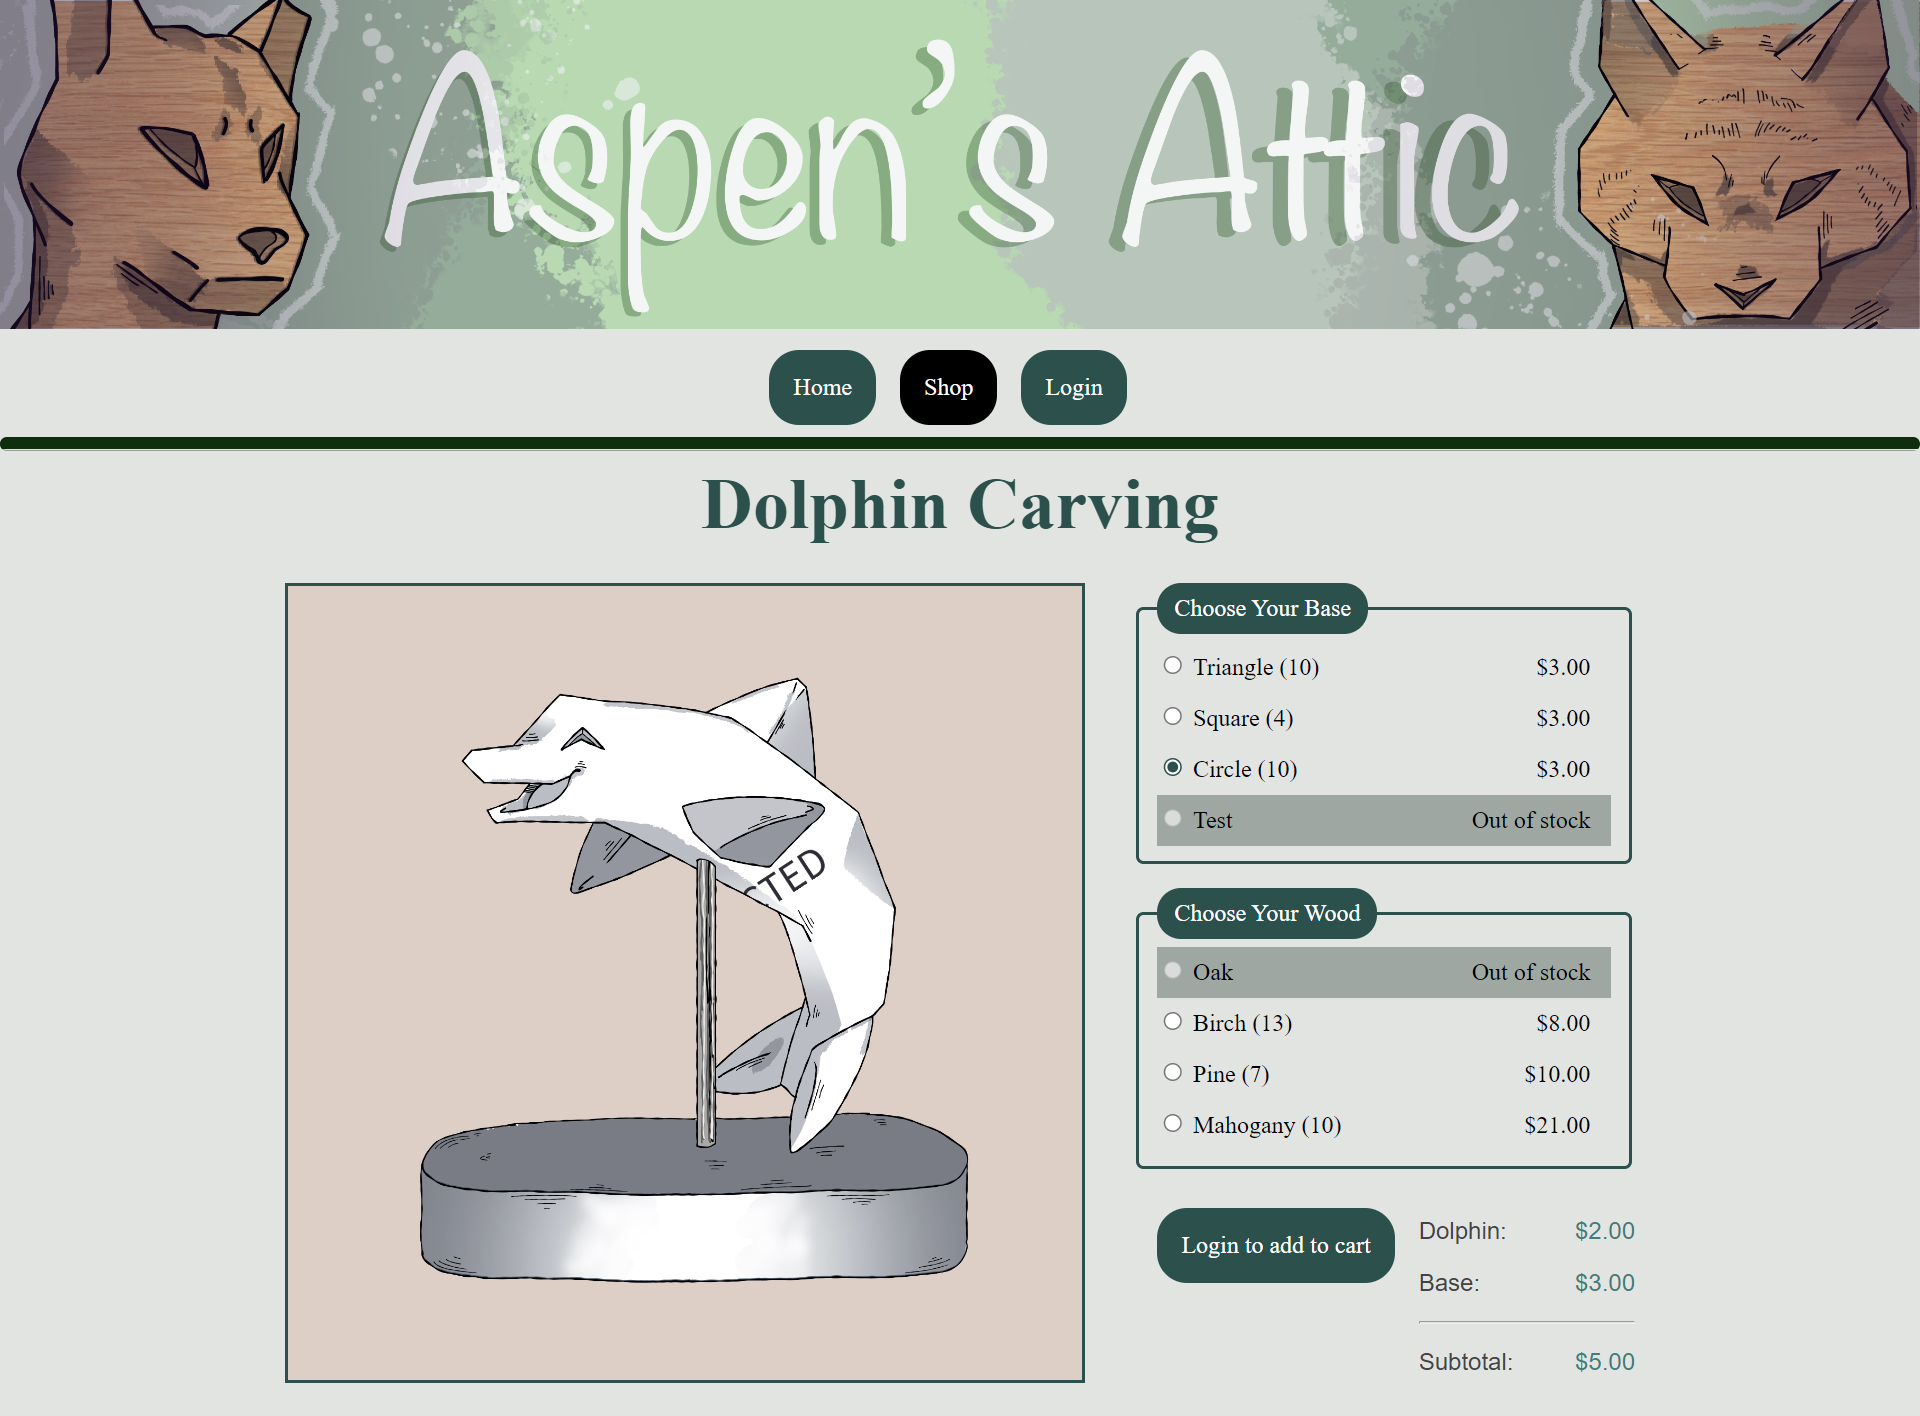 Aspen's Attic
Home
Shop
Login
Dolphin Carving
Choose Your Base
Triangle (10) $3.00
Square (4) $3.00
Circle (10) $3.00
Test Out of stock
CTED
Choose Your Wood
Oak Out of stock
Birch (13) $8.00
Pine (7) $10.00
Mahogany (10) $21.00
Login to add to cart
Dolphin: $2.00
Base: $3.00
Subtotal: $5.00